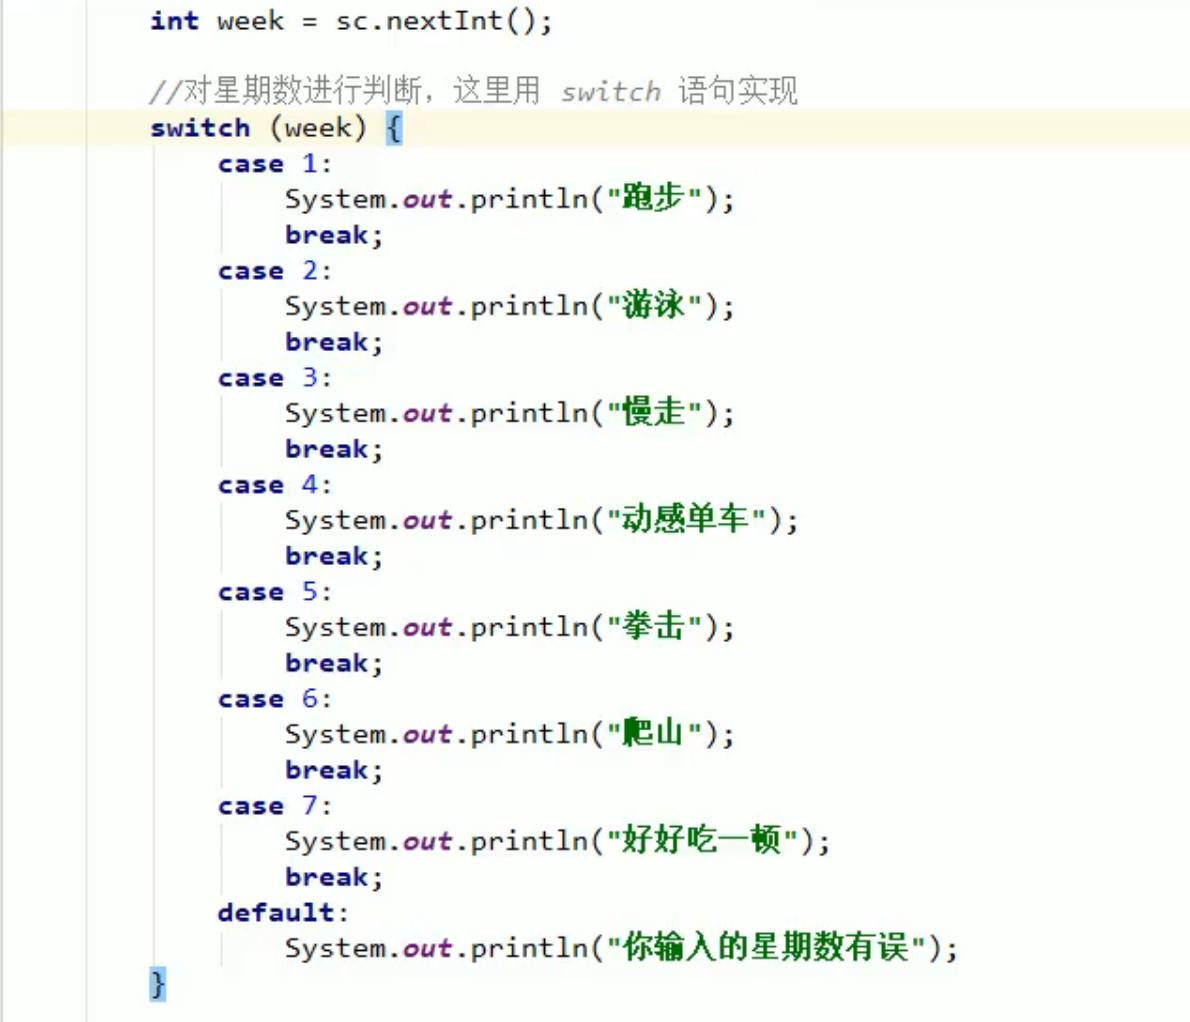 int week = sc.nextInt();
//对星期数进行判断，这里用 switch 语句实现
switch (week) {
case 1:
System.out.println("跑步");
break;
case 2:
System.out.println("游泳");
break;
case 3:
System.out.println("慢走");
break;
case 4:
System.out.println("动感单车");
break;
case 5:
System.out.println("拳击");
break;
case 6:
System.out.println("爬山");
break;
case 7:
System.out.println("好好吃一顿");
break;
default:
System.out.println("你输入的星期数有误");
}